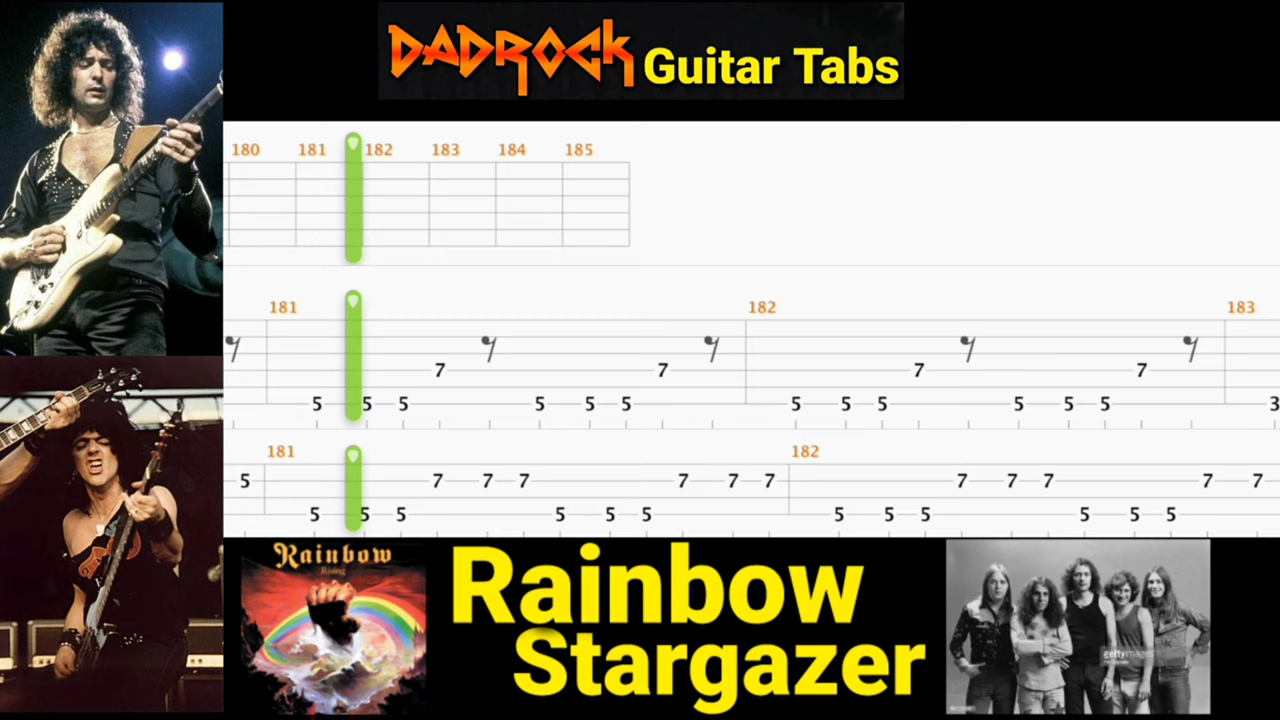 DADROCK Guitar Tabs
180 181 182 183 184 185
181 182 183
7 7 7 7
5 5 5 5 5 5 5 5 5 5 5 5 3
181 182
5 7 7 7 7 7 7 7 7 7 7 7
5 5 5 5 5 5 5 5 5 5 5 5
Rainbow
Rising
Rainbow
Stargazer
gettyimages